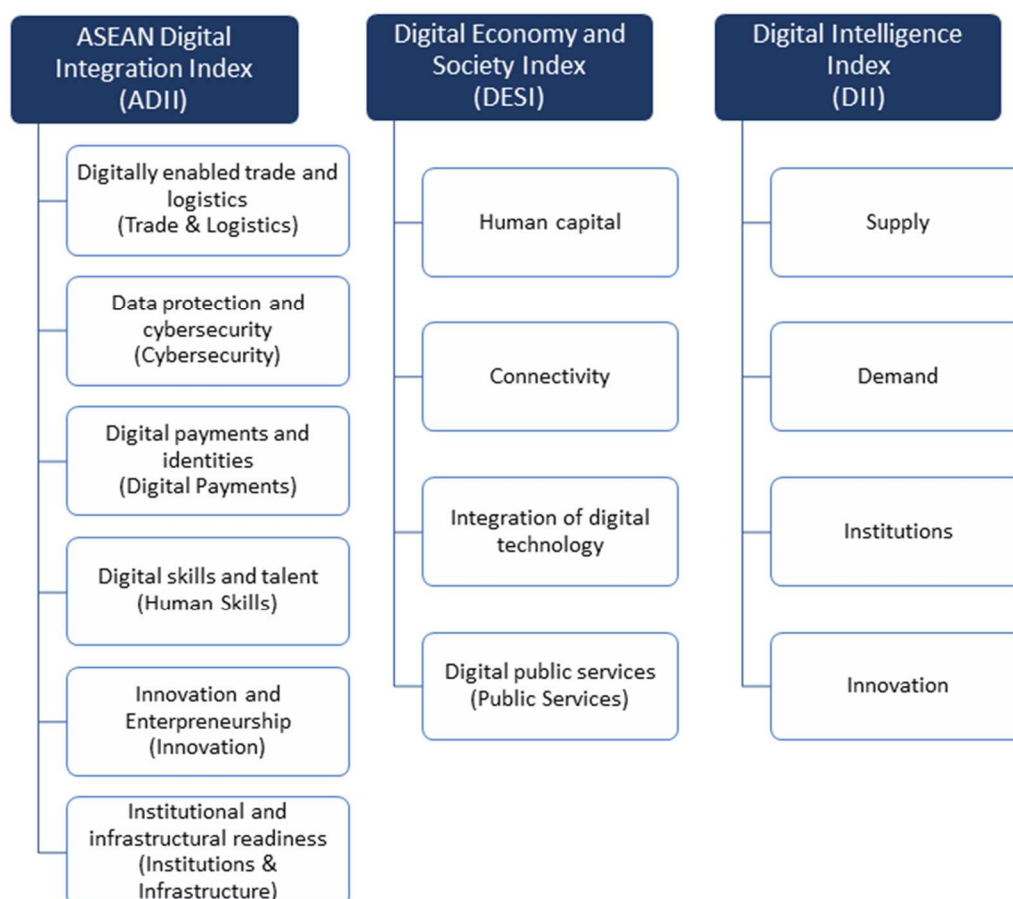 ASEAN Digital
Integration Index
(ADII)
Digitally enabled trade and
logistics
(Trade & Logistics)
Data protection and
cybersecurity
(Cybersecurity)
Digital payments and
identities
(Digital Payments)
Digital skills and talent
(Human Skills)
Innovation and
Enterpreneurship
(Innovation)
Institutional and
infrastructural readiness
(Institutions &
Infrastructure)
Digital Economy and
Society Index
(DESI)
Human capital
Connectivity
Integration of digital
technology
Digital public services
(Public Services)
Digital Intelligence
Index
(DII)
Supply
Demand
Institutions
Innovation